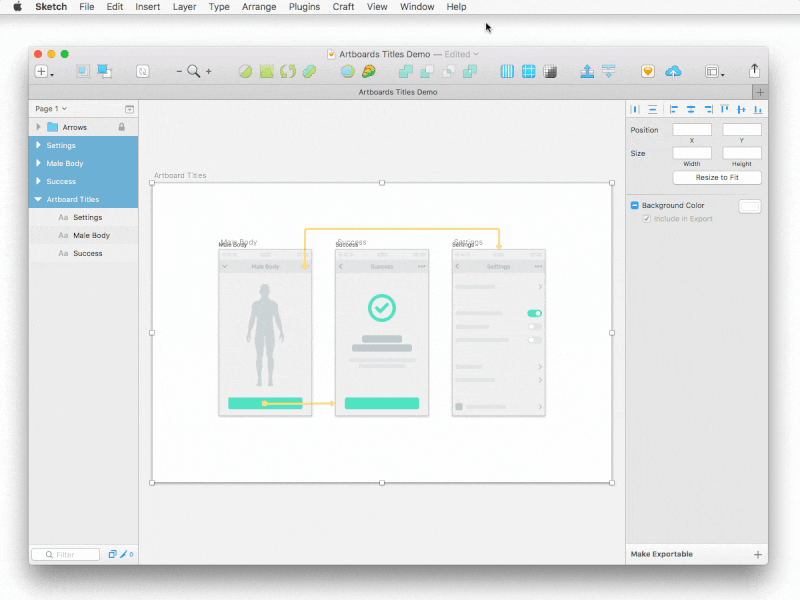 Sketch File Edit Insert Layer Type Arrange Plugins Craft View Window Help
Artboards Titles Demo — Edited
Artboards Titles Demo
Page 1
Arrows
Settings
Male Body
Success
Artboard Titles
Aa Settings
Aa Male Body
Aa Success
Filter
0
Artboard Titles
Male Body
Male Body
Success
Success
Settings
Settings
Male Body
Success
Settings
Position
X Y
Size
Width Height
Resize to Fit
Background Color
Include in Export
Make Exportable